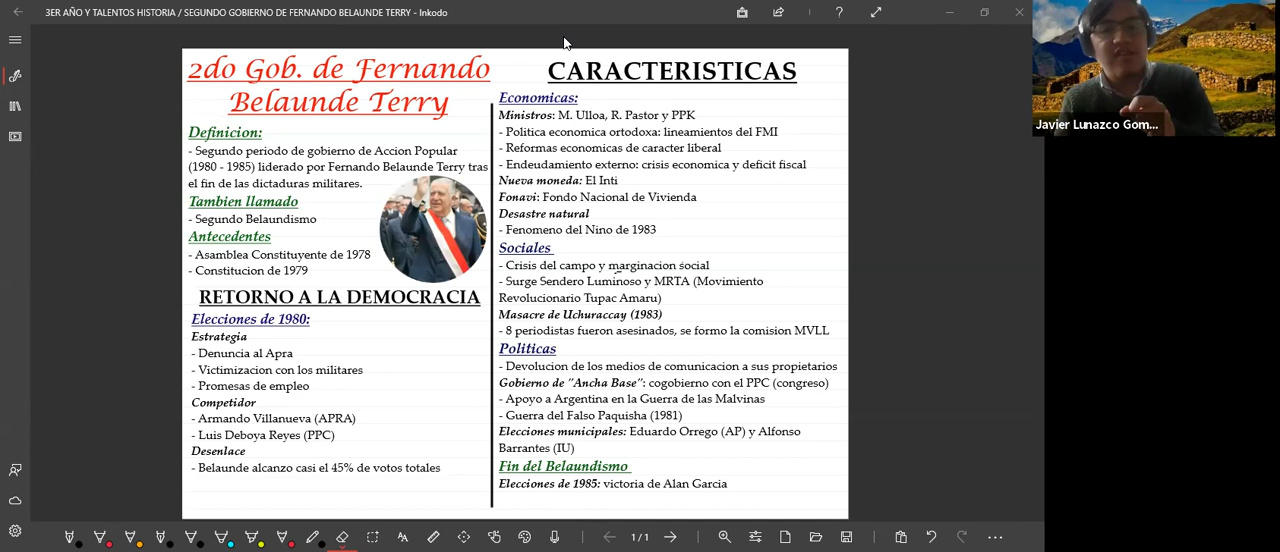 3ER AÑO Y TALENTOS HISTORIA / SEGUNDO GOBIERNO DE FERNANDO BELAUNDE TERRY - Inkodo
2do Gob. de Fernando
Belaunde Terry
Definicion:
- Segundo periodo de gobierno de Accion Popular
(1980 - 1985) liderado por Fernando Belaunde Terry tras
el fin de las dictaduras militares.
Tambien llamado
- Segundo Belaundismo
Antecedentes
- Asamblea Constituyente de 1978
- Constitucion de 1979
RETORNO A LA DEMOCRACIA
Elecciones de 1980:
Estrategia
- Denuncia al Apra
- Victimizacion con los militares
- Promesas de empleo
Competidor
- Armando Villanueva (APRA)
- Luis Deboya Reyes (PPC)
Desenlace
- Belaunde alcanzo casi el 45% de votos totales
CARACTERISTICAS
Economicas:
Ministros: M. Ulloa, R. Pastor y PPK
- Politica economica ortodoxa: lineamientos del FMI
- Reformas economicas de caracter liberal
- Endeudamiento externo: crisis economica y deficit fiscal
Nueva moneda: El Inti
Fonavi: Fondo Nacional de Vivienda
Desastre natural
- Fenomeno del Nino de 1983
Sociales
- Crisis del campo y marginacion social
- Surge Sendero Luminoso y MRTA (Movimiento
Revolucionario Tupac Amaru)
Masacre de Uchuraccay (1983)
- 8 periodistas fueron asesinados, se formo la comision MVLL
Politicas
- Devolucion de los medios de comunicacion a sus propietarios
Gobierno de "Ancha Base": cogobierno con el PPC (congreso)
- Apoyo a Argentina en la Guerra de las Malvinas
- Guerra del Falso Paquisha (1981)
Elecciones municipales: Eduardo Orrego (AP) y Alfonso
Barrantes (IU)
Fin del Belaundismo
Elecciones de 1985: victoria de Alan Garcia
Javier Lunazco Gom...
1/1